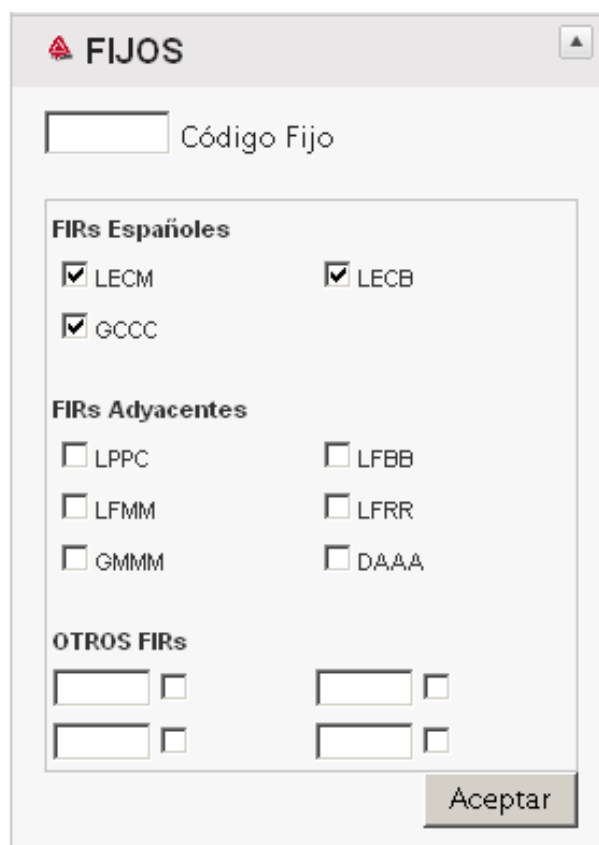 FIJOS
Código Fijo
FIRs Españoles
LECM LECB
GCCC
FIRs Adyacentes
LPPC LFBB
LFMM LFRR
GMMM DAAA
OTROS FIRs
Aceptar